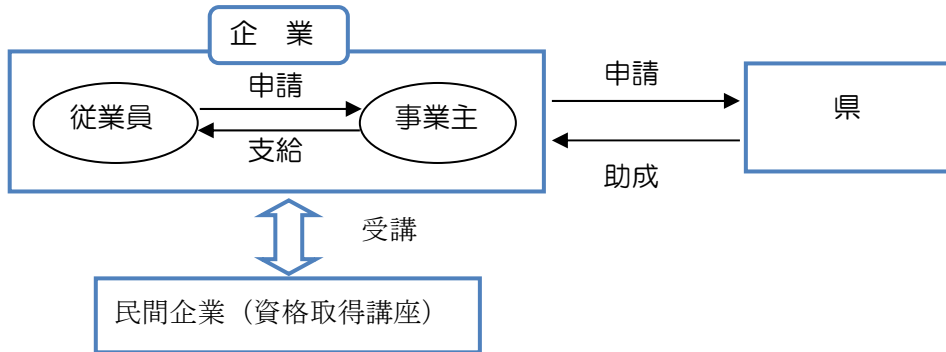 企　業
申請
従業員
事業主
支給
申請
県
助成
受講
民間企業（資格取得講座）